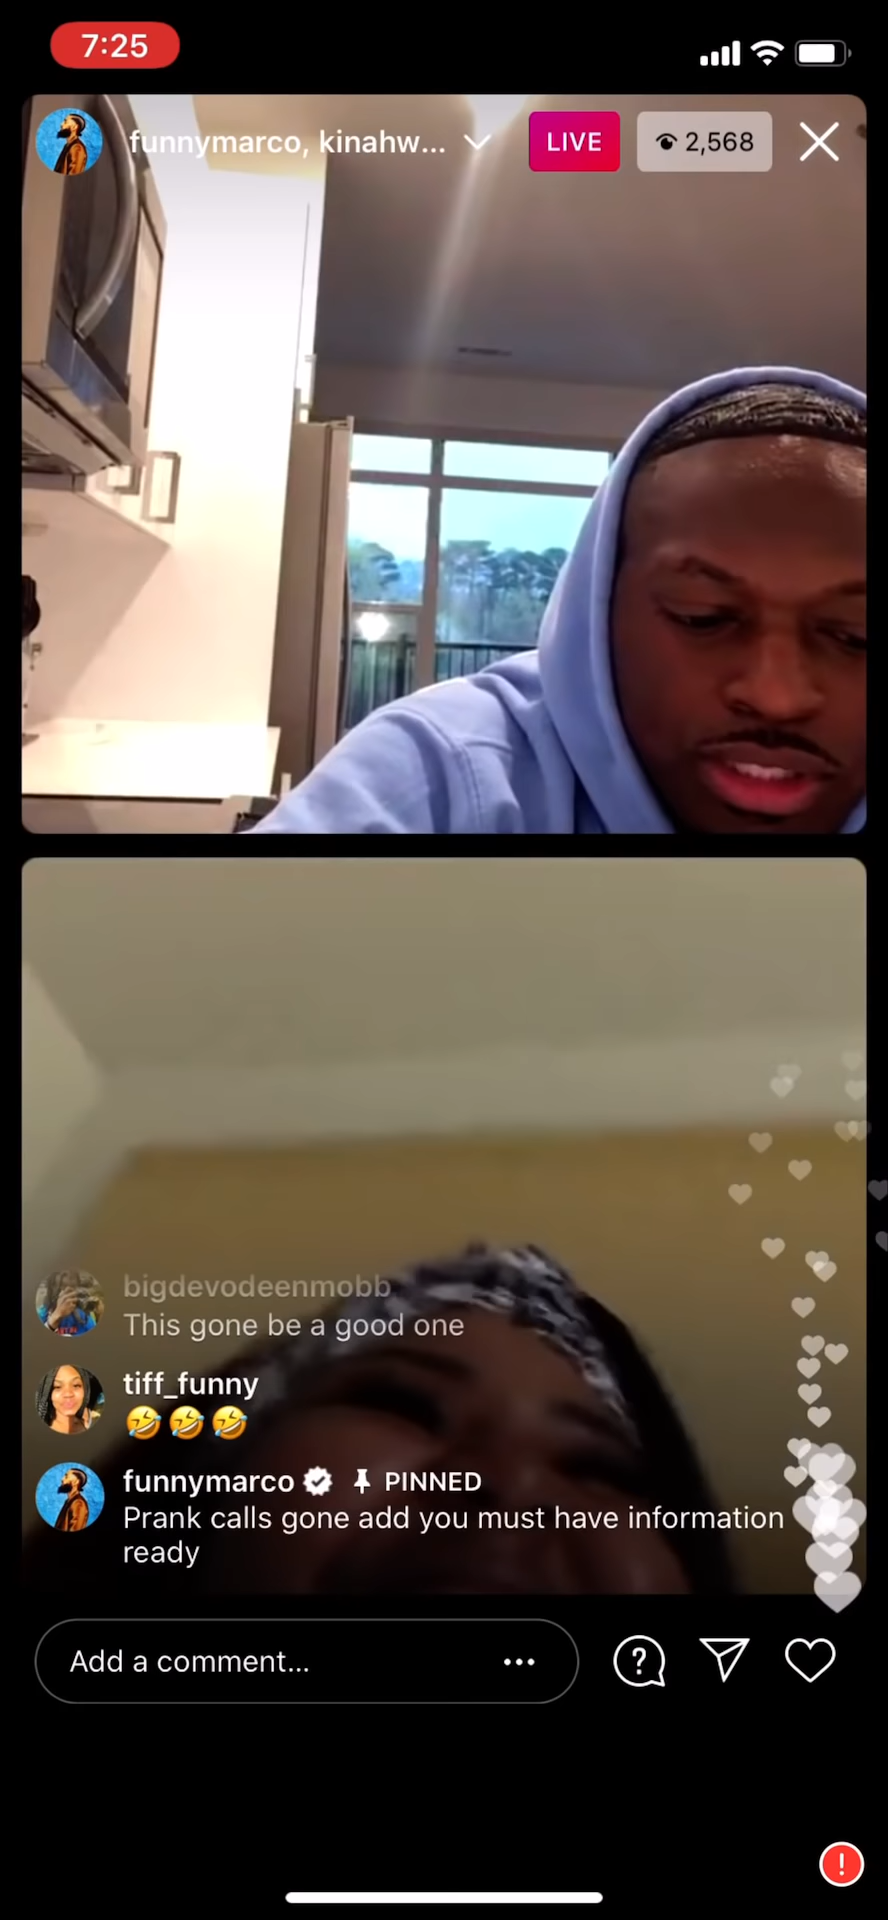 7:25
funnymarco, kinahw...
LIVE
2,568
bigdevodeenmobb
This gone be a good one
tiff_funny
🤣🤣🤣
funnymarco PINNED
Prank calls gone add you must have information
ready
Add a comment...